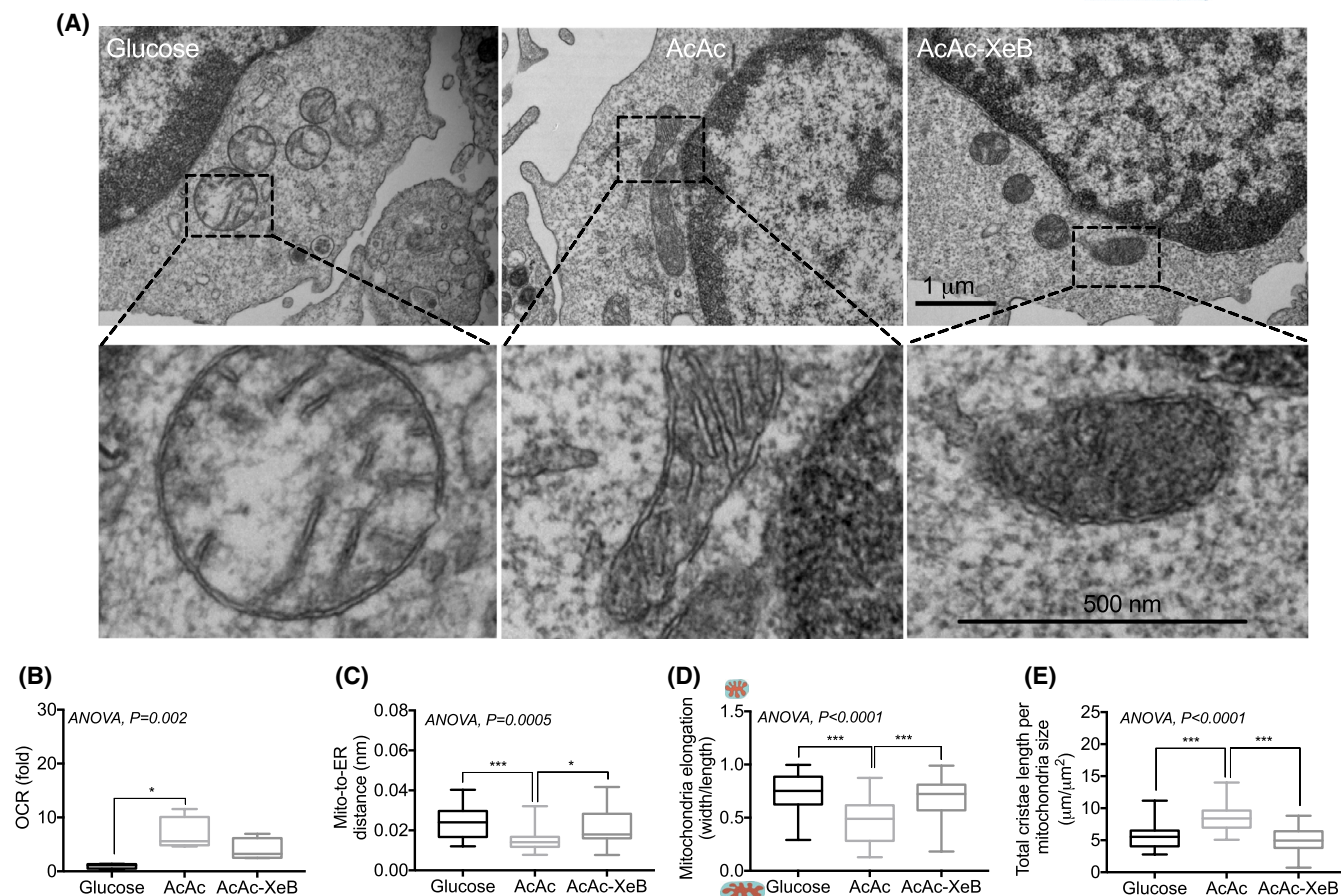 (A)
Glucose
AcAc
AcAc-XeB
1 μm
500 nm
(B)
ANOVA, P=0.002
OCR (fold)
30
20
10
0
*
Glucose AcAc AcAc-XeB
(C)
ANOVA, P=0.0005
Mito-to-ER
distance (nm)
0.08
0.06
0.04
0.02
0.00
***
*
Glucose AcAc AcAc-XeB
(D)
ANOVA, P<0.0001
Mitochondria elongation
(width/length)
1.5
1.0
0.5
0.0
***
***
Glucose AcAc AcAc-XeB
(E)
ANOVA, P<0.0001
Total cristae length per
mitochondria size
(μm/μm²)
25
20
15
10
5
0
***
***
Glucose AcAc AcAc-XeB